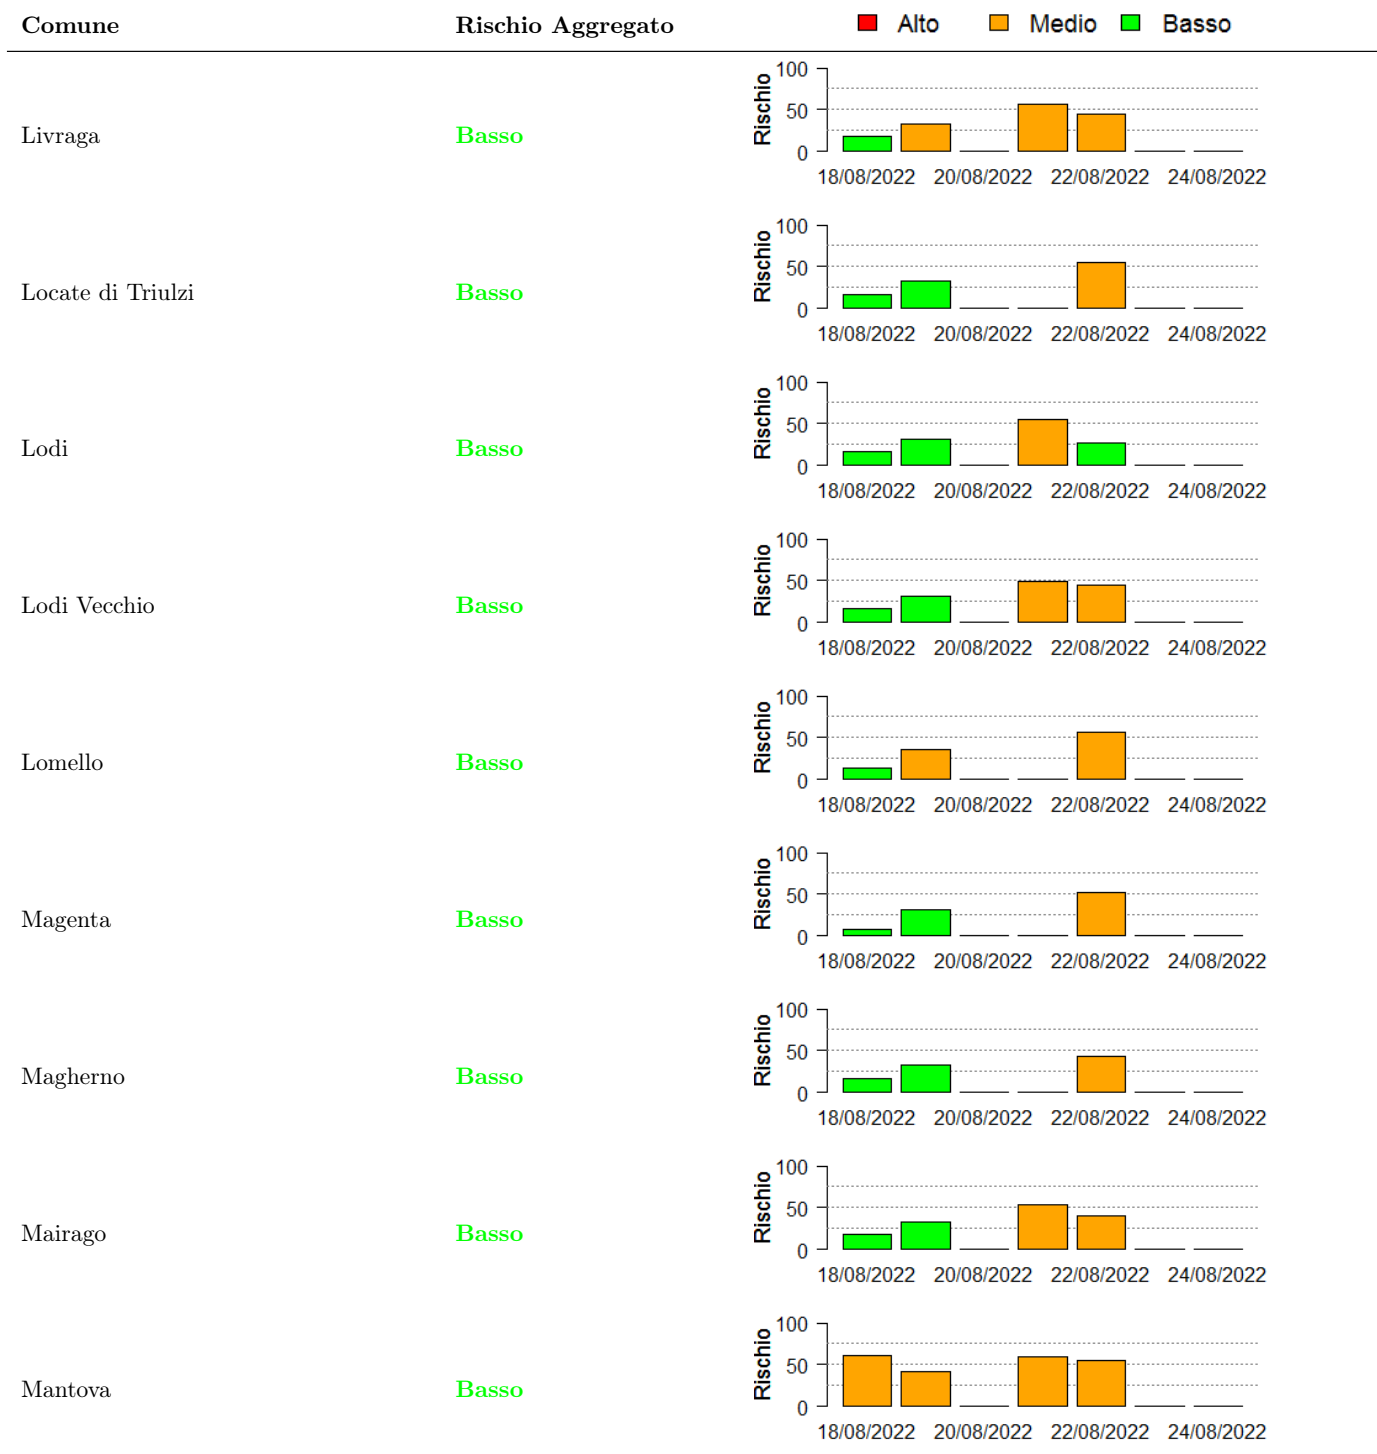 Comune Rischio Aggregato Alto Medio Basso
100
50
0
Rischio
Livraga Basso
18/08/2022 20/08/2022 22/08/2022 24/08/2022
100
50
0
Rischio
Locate di Triulzi Basso
18/08/2022 20/08/2022 22/08/2022 24/08/2022
100
50
0
Rischio
Lodi Basso
18/08/2022 20/08/2022 22/08/2022 24/08/2022
100
50
0
Rischio
Lodi Vecchio Basso
18/08/2022 20/08/2022 22/08/2022 24/08/2022
100
50
0
Rischio
Lomello Basso
18/08/2022 20/08/2022 22/08/2022 24/08/2022
100
50
0
Rischio
Magenta Basso
18/08/2022 20/08/2022 22/08/2022 24/08/2022
100
50
0
Rischio
Magherno Basso
18/08/2022 20/08/2022 22/08/2022 24/08/2022
100
50
0
Rischio
Mairago Basso
18/08/2022 20/08/2022 22/08/2022 24/08/2022
100
50
0
Rischio
Mantova Basso
18/08/2022 20/08/2022 22/08/2022 24/08/2022